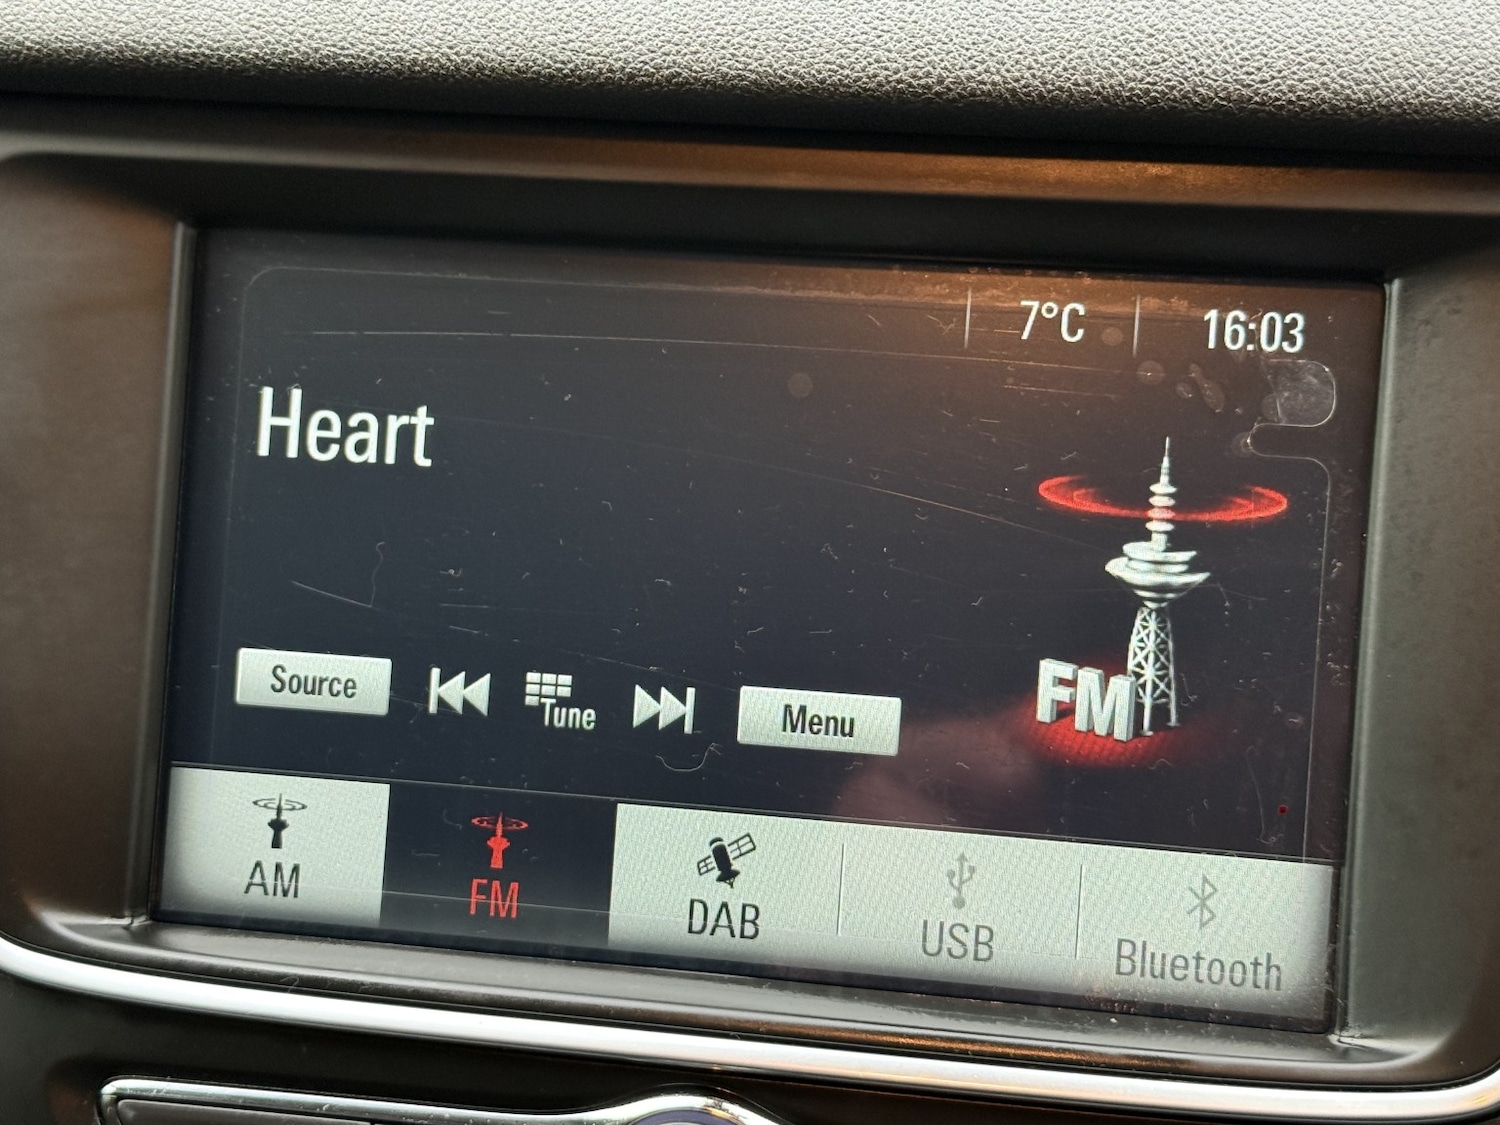 7°C 16:03
Heart
Source Tune Menu
FM
AM FM DAB USB Bluetooth